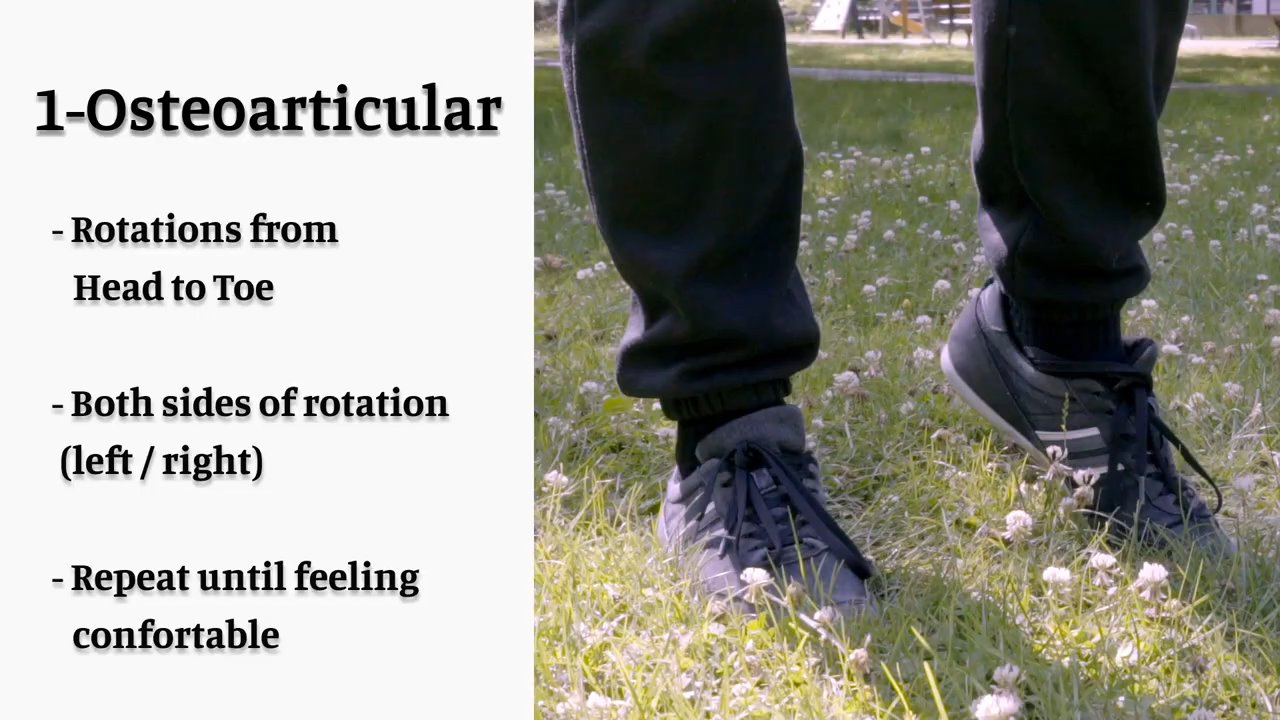 1-Osteoarticular
- Rotations from
Head to Toe
- Both sides of rotation
(left / right)
- Repeat until feeling
confortable